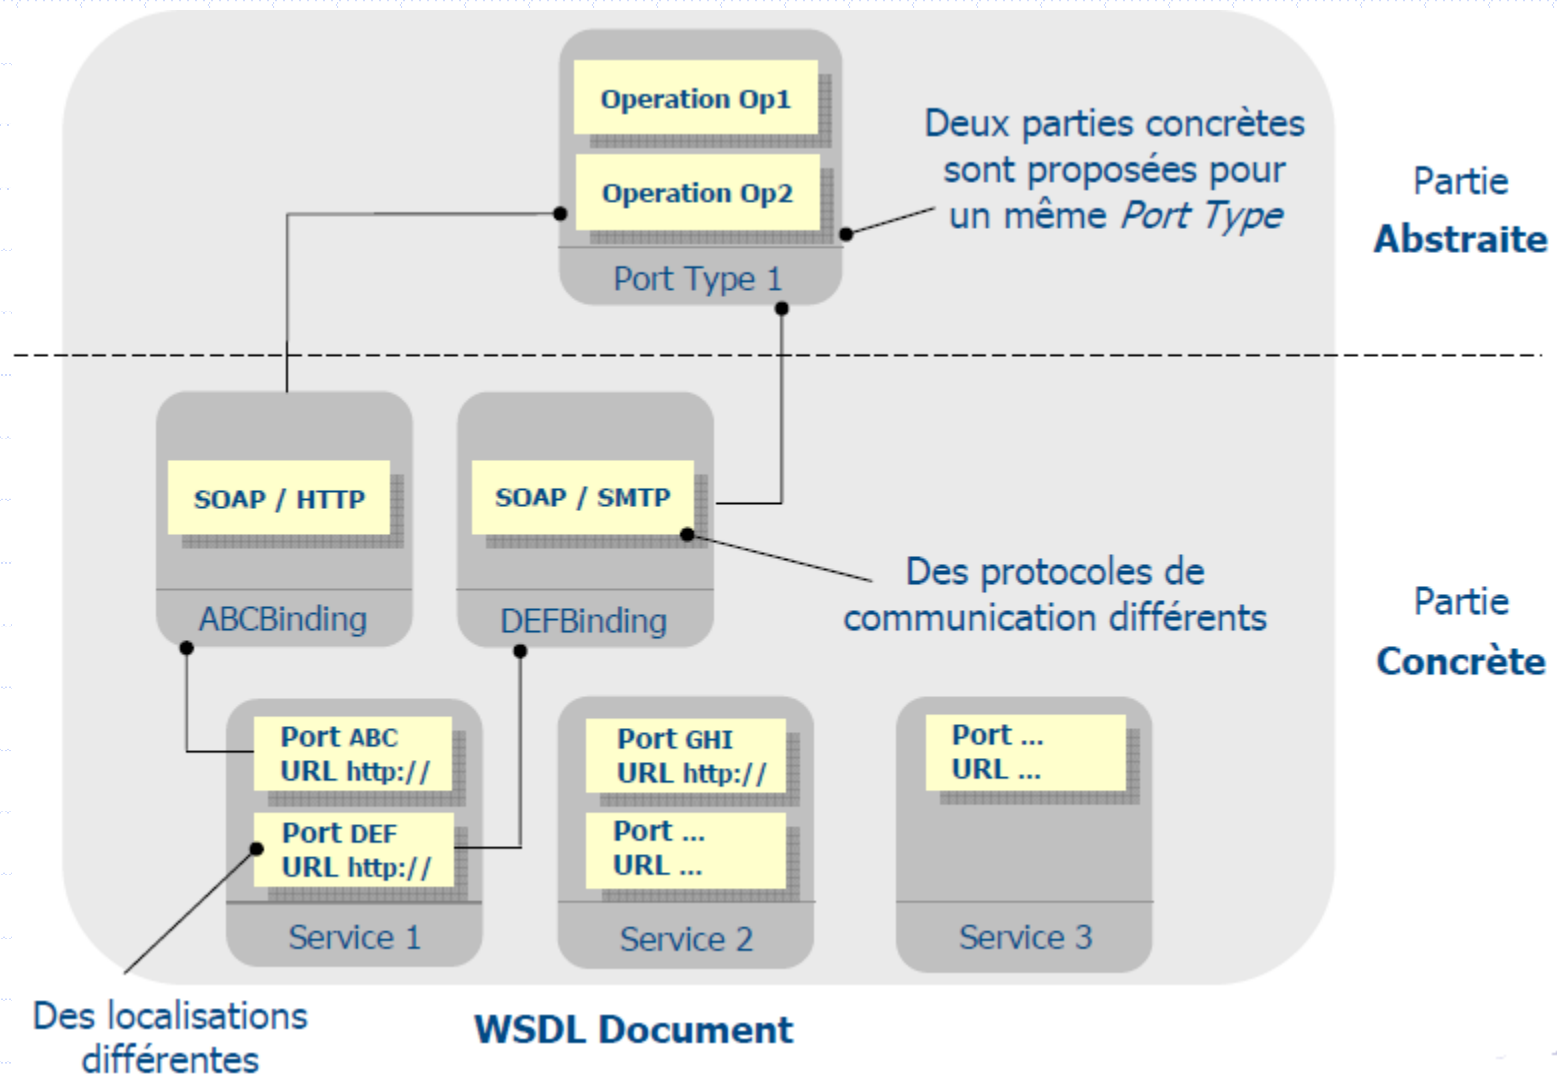 Operation Op1
Operation Op2
Port Type 1
Deux parties concrètes
sont proposées pour
un même Port Type
Partie
Abstraite
SOAP / HTTP
ABCBinding
SOAP / SMTP
DEFBinding
Des protocoles de
communication différents
Partie
Concrète
Port ABC
URL http://
Port DEF
URL http://
Service 1
Port GHI
URL http://
Port ...
URL ...
Service 2
Port ...
URL ...
Service 3
Des localisations
différentes
WSDL Document